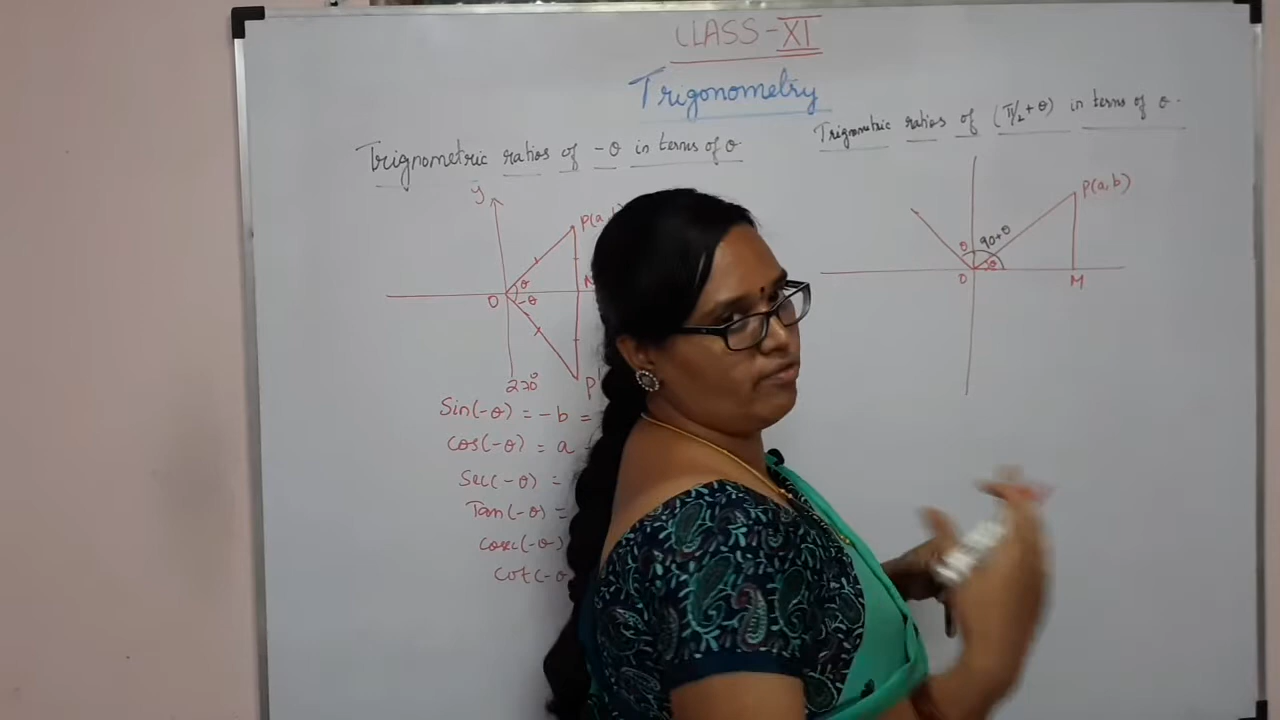 CLASS-XI
Trigonometry
Trignometric ratios of -θ in terms of θ
Trignmetric ratios of (π/2+θ) in terms of θ.
y
P(a,
θ
-θ
O
270°
P'
Sin(-θ) = -b =
cos(-θ) = a
Sec(-θ) =
Tan(-θ) =
cosec(-θ)
cot(-θ
P(a,b)
θ
90+θ
θ
O
M